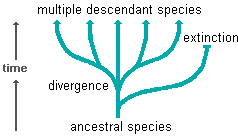 multiple descendant species
extinction
time
divergence
ancestral species